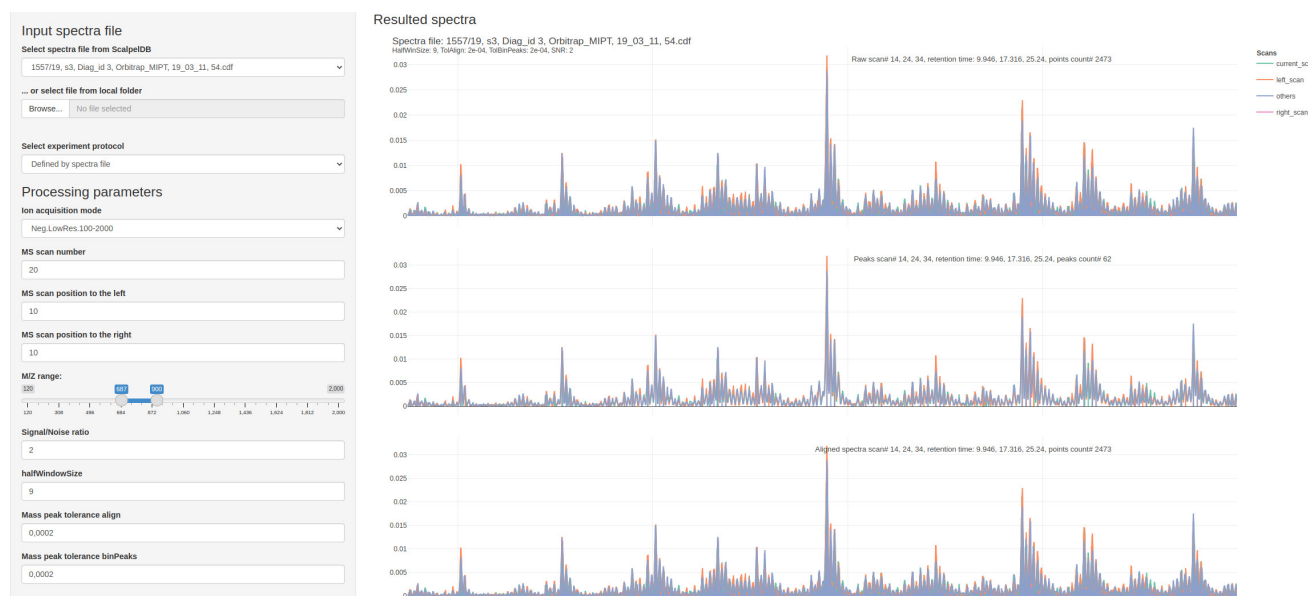 Input spectra file
Select spectra file from ScalpelDB
1557/19, s3, Diag_id 3, Orbitrap_MIPT, 19_03_11, 54.cdf
... or select file from local folder
Browse... No file selected
Select experiment protocol
Defined by spectra file
Processing parameters
Ion acquisition mode
Neg.LowRes.100-2000
MS scan number
20
MS scan position to the left
10
MS scan position to the right
10
M/Z range:
120 687 900 2,000
120 308 496 684 872 1,060 1,248 1,436 1,624 1,812 2,000
Signal/Noise ratio
2
halfWindowSize
9
Mass peak tolerance align
0,0002
Mass peak tolerance binPeaks
0,0002
Resulted spectra
Spectra file: 1557/19, s3, Diag_id 3, Orbitrap_MIPT, 19_03_11, 54.cdf
HalfWinSize: 9, TolAlign: 2e-04, TolBinPeaks: 2e-04, SNR: 2
Raw scan# 14, 24, 34, retention time: 9.946, 17.316, 25.24, points count# 2473
0.03
0.025
0.02
0.015
0.01
0.005
0
Peaks scan# 14, 24, 34, retention time: 9.946, 17.316, 25.24, peaks count# 62
0.03
0.025
0.02
0.015
0.01
0.005
0
Aligned spectra scan# 14, 24, 34, retention time: 9.946, 17.316, 25.24, points count# 2473
0.03
0.025
0.02
0.015
0.01
0.005
0
Scans
current_sc
left_scan
others
right_scan